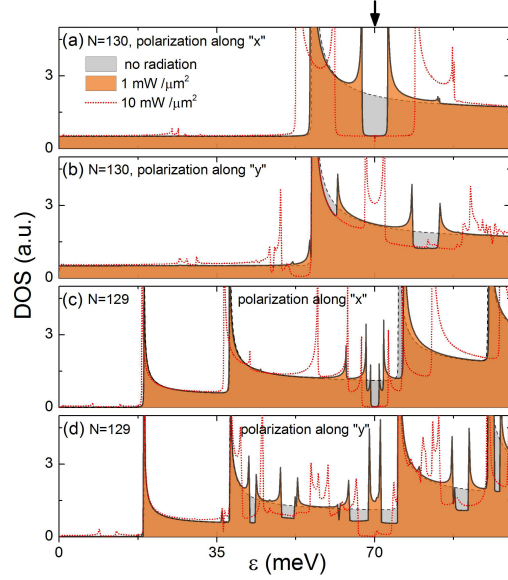 (a) N=130, polarization along "x"
no radiation
1 mW /μm²
10 mW /μm²
3
0
(b) N=130, polarization along "y"
3
0
(c) N=129 polarization along "x"
3
0
(d) N=129 polarization along "y"
3
0
DOS (a.u.)
0 35 70
ε (meV)